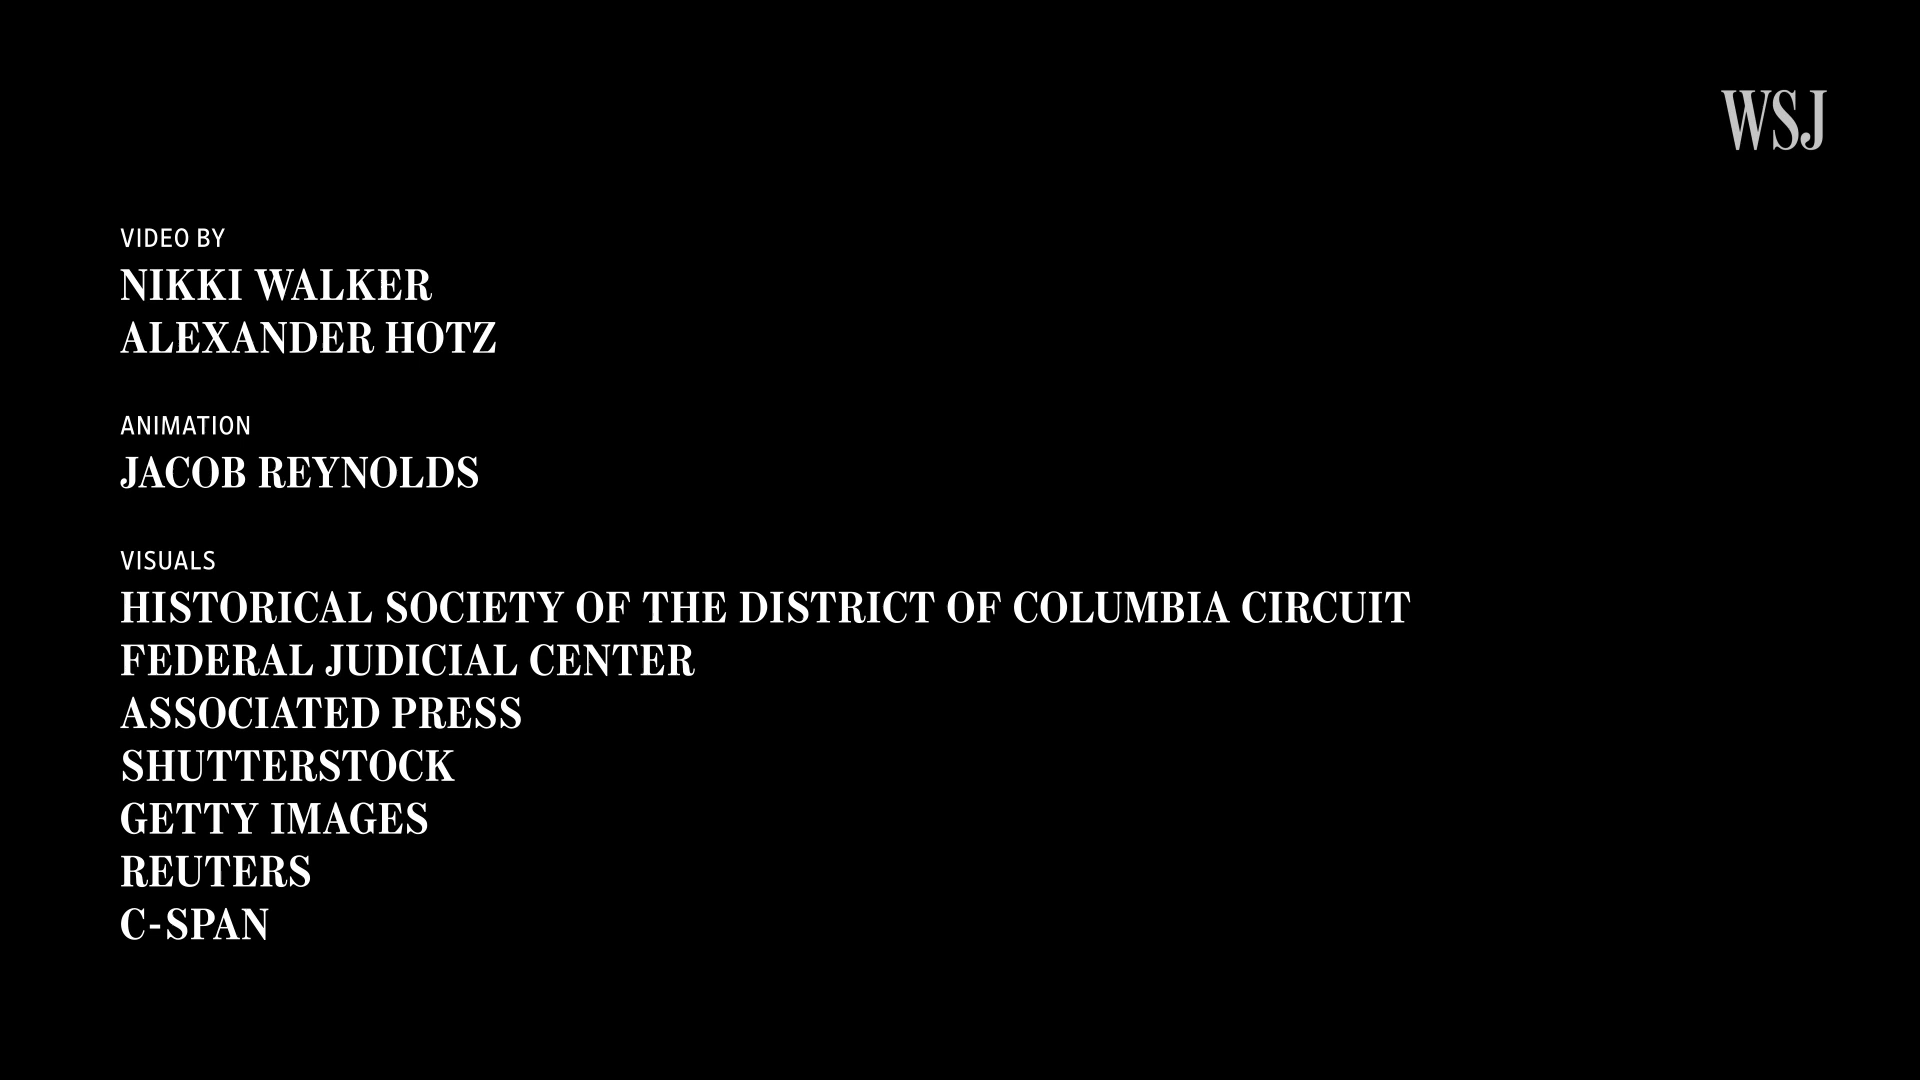 WSJ
VIDEO BY
NIKKI WALKER
ALEXANDER HOTZ
ANIMATION
JACOB REYNOLDS
VISUALS
HISTORICAL SOCIETY OF THE DISTRICT OF COLUMBIA CIRCUIT
FEDERAL JUDICIAL CENTER
ASSOCIATED PRESS
SHUTTERSTOCK
GETTY IMAGES
REUTERS
C-SPAN